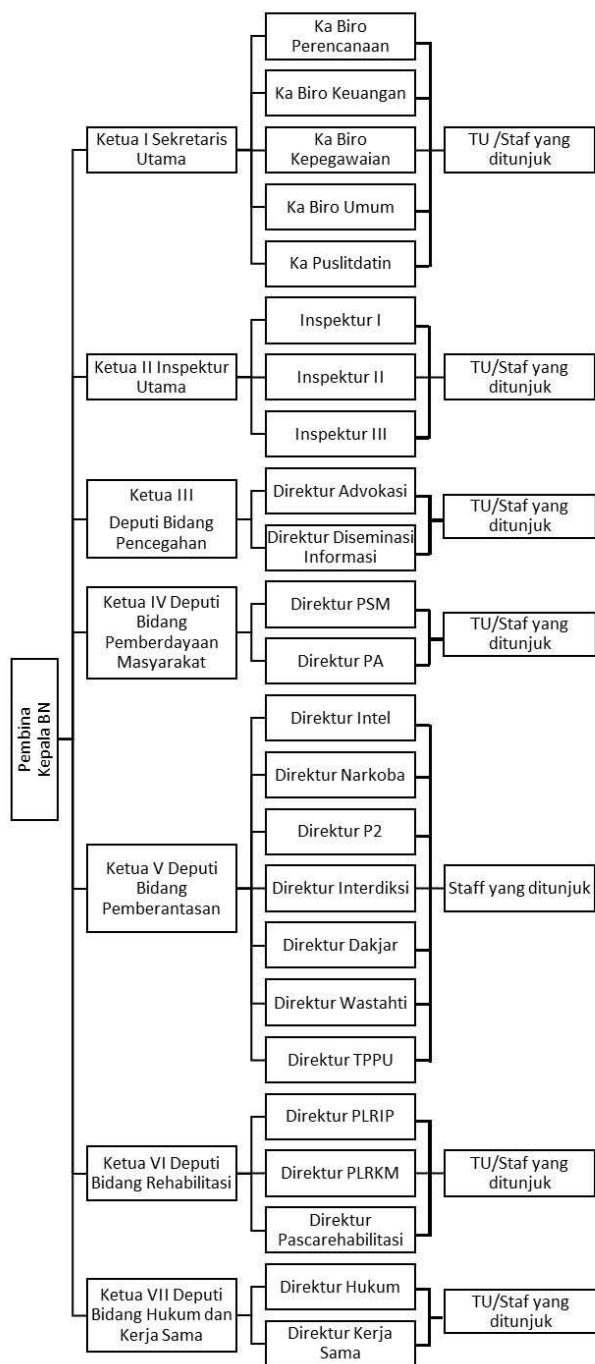 Pembina
Kepala BN
Ketua I Sekretaris
Utama
Ka Biro
Perencanaan
Ka Biro Keuangan
Ka Biro
Kepegawaian
Ka Biro Umum
Ka Puslitdatin
TU /Staf yang
ditunjuk
Ketua II Inspektur
Utama
Inspektur I
Inspektur II
Inspektur III
TU/Staf yang
ditunjuk
Ketua III
Deputi Bidang
Pencegahan
Direktur Advokasi
Direktur Diseminasi
Informasi
TU/Staf yang
ditunjuk
Ketua IV Deputi
Bidang
Pemberdayaan
Masyarakat
Direktur PSM
Direktur PA
TU/Staf yang
ditunjuk
Ketua V Deputi
Bidang
Pemberantasan
Direktur Intel
Direktur Narkoba
Direktur P2
Direktur Interdiksi
Direktur Dakjar
Direktur Wastahti
Direktur TPPU
Staff yang ditunjuk
Ketua VI Deputi
Bidang Rehabilitasi
Direktur PLRIP
Direktur PLRKM
Direktur
Pascarehabilitasi
TU/Staf yang
ditunjuk
Ketua VII Deputi
Bidang Hukum dan
Kerja Sama
Direktur Hukum
Direktur Kerja
Sama
TU/Staf yang
ditunjuk